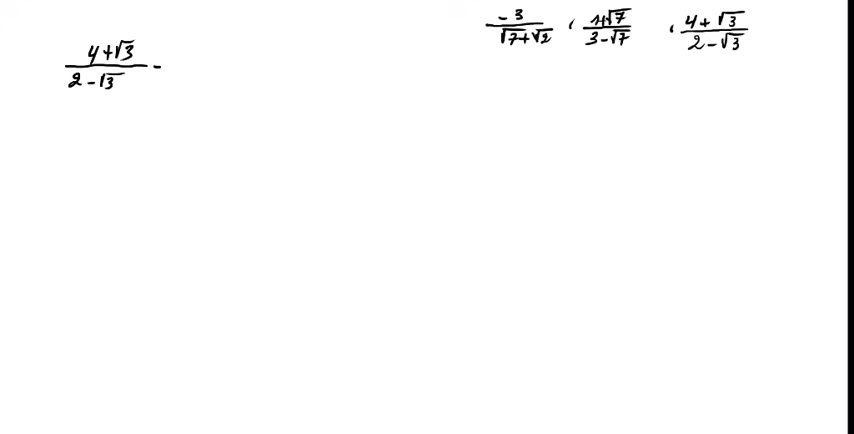 -3/(√7+√2) ، (1+√7)/(3-√7) ، (4+√3)/(2-√3)
(4+√3)/(2-√3) =